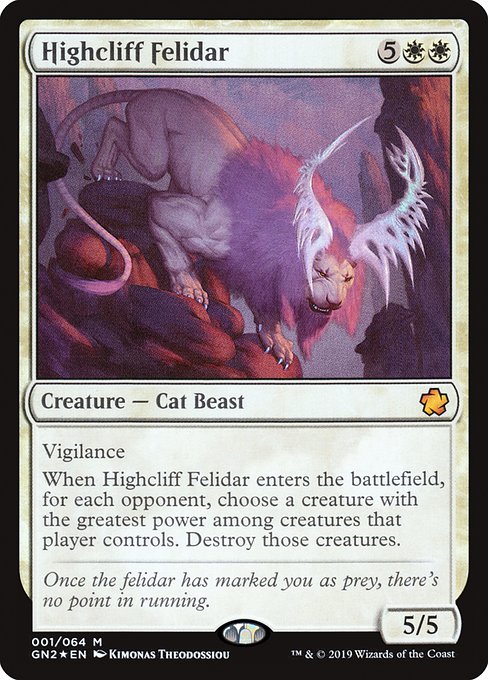 Highcliff Felidar 5
Creature — Cat Beast
Vigilance
When Highcliff Felidar enters the battlefield,
for each opponent, choose a creature with
the greatest power among creatures that
player controls. Destroy those creatures.
Once the felidar has marked you as prey, there's
no point in running.
5/5
001/064 M
GN2★EN Kimonas Theodossiou
™ & © 2019 Wizards of the Coast